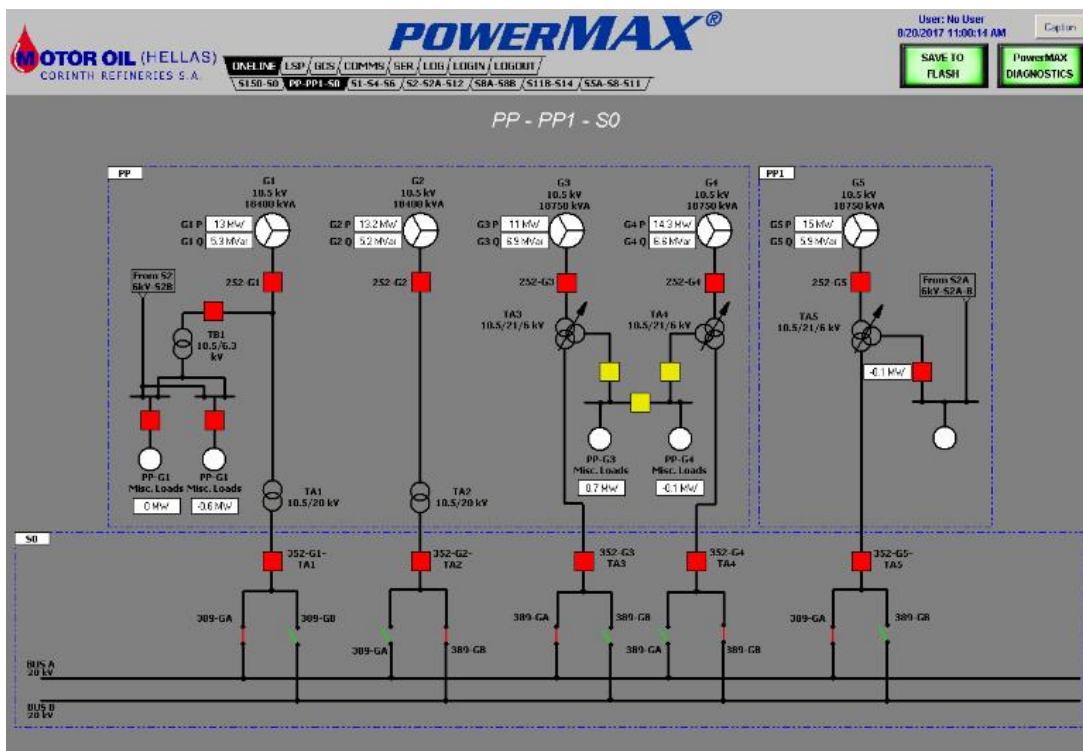 MOTOR OIL (HELLAS)
CORINTH REFINERIES S.A.
POWERMAX®
User: No User
8/20/2017 11:00:14 AM
Caption
SAVE TO
FLASH
PowerMAX
DIAGNOSTICS
ONELINE LSP GCS COMMS SER LOG LOGIN LOGOUT
S150-S0 PP-PP1-S0 S1-S4-S6 S2-S2A-S12 S8A-S8B S11B-S14 S5A-S8-S11
PP - PP1 - S0
PP
PP1
G1
10.5 kV
18400 kVA
G1 P 13 MW
G1 Q 5.3 MVar
G2
10.5 kV
18400 kVA
G2 P 13.2 MW
G2 Q 5.2 MVar
G3
10.5 kV
18750 kVA
G3 P 11 MW
G3 Q 6.9 MVar
G4
10.5 kV
18750 kVA
G4 P 14.3 MW
G4 Q 6.6 MVar
G5
10.5 kV
18750 kVA
G5 P 15 MW
G5 Q 5.9 MVar
From S2
6kV-S2B
252-G1
252-G2
252-G3
252-G4
252-G5
From S2A
6kV-S2A-B
TB1
10.5/6.3
kV
TA3
10.5/21/6 kV
TA4
10.5/21/6 kV
TA5
10.5/21/6 kV
-0.1 MW
PP-G1
Misc. Loads
0 MW
PP-G1
Misc. Loads
-0.6 MW
PP-G3
Misc. Loads
0.7 MW
PP-G4
Misc. Loads
-0.1 MW
TA1
10.5/20 kV
TA2
10.5/20 kV
S0
352-G1-
TA1
352-G2-
TA2
352-G3
TA3
352-G4
TA4
352-G5-
TA5
389-GA
389-GB
389-GA
389-GB
389-GA
389-GB
389-GA
389-GB
389-GA
389-GB
BUS A
20 kV
BUS B
20 kV